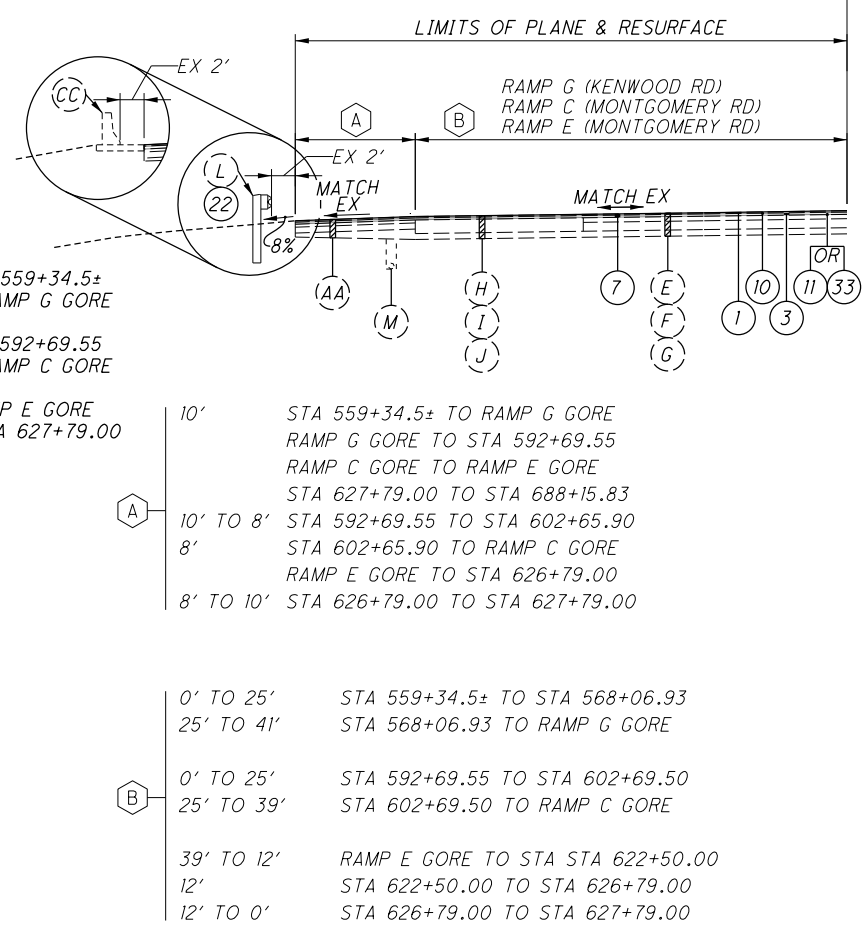 LIMITS OF PLANE & RESURFACE
EX 2'
CC
RAMP G (KENWOOD RD)
RAMP C (MONTGOMERY RD)
RAMP E (MONTGOMERY RD)
A
B
EX 2'
L
22
MATCH
EX
MATCH EX
8%
OR
AA
M
H
I
J
7
E
F
G
1
10
3
11
33
559+34.5±
AMP G GORE
592+69.55
AMP C GORE
P E GORE
A 627+79.00
A
10' STA 559+34.5± TO RAMP G GORE
RAMP G GORE TO STA 592+69.55
RAMP C GORE TO RAMP E GORE
STA 627+79.00 TO STA 688+15.83
10' TO 8' STA 592+69.55 TO STA 602+65.90
8' STA 602+65.90 TO RAMP C GORE
RAMP E GORE TO STA 626+79.00
8' TO 10' STA 626+79.00 TO STA 627+79.00
B
0' TO 25' STA 559+34.5± TO STA 568+06.93
25' TO 41' STA 568+06.93 TO RAMP G GORE
0' TO 25' STA 592+69.55 TO STA 602+69.50
25' TO 39' STA 602+69.50 TO RAMP C GORE
39' TO 12' RAMP E GORE TO STA STA 622+50.00
12' STA 622+50.00 TO STA 626+79.00
12' TO 0' STA 626+79.00 TO STA 627+79.00